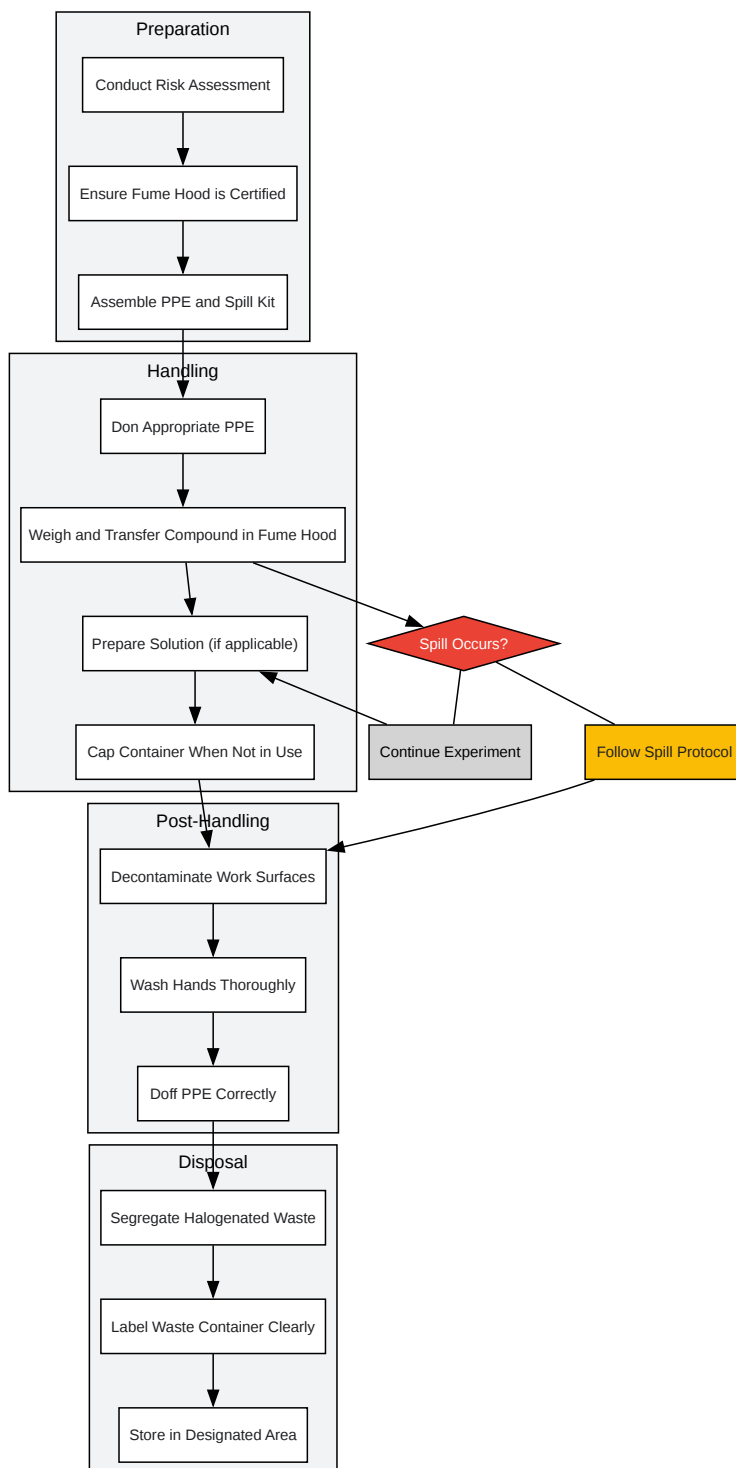 Preparation
Conduct Risk Assessment
Ensure Fume Hood is Certified
Assemble PPE and Spill Kit
Handling
Don Appropriate PPE
Weigh and Transfer Compound in Fume Hood
Prepare Solution (if applicable)
Spill Occurs?
Cap Container When Not in Use
Continue Experiment
Follow Spill Protocol
Post-Handling
Decontaminate Work Surfaces
Wash Hands Thoroughly
Doff PPE Correctly
Disposal
Segregate Halogenated Waste
Label Waste Container Clearly
Store in Designated Area